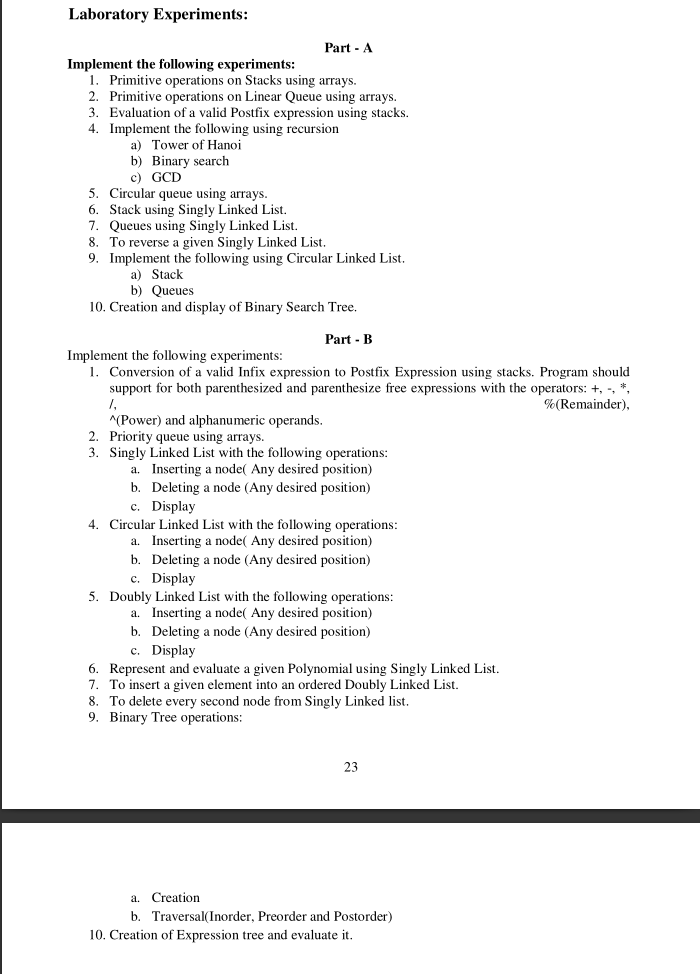 Laboratory Experiments:
Part - A
Implement the following experiments:
1. Primitive operations on Stacks using arrays.
2. Primitive operations on Linear Queue using arrays.
3. Evaluation of a valid Postfix expression using stacks.
4. Implement the following using recursion
a) Tower of Hanoi
b) Binary search
c) GCD
5. Circular queue using arrays.
6. Stack using Singly Linked List.
7. Queues using Singly Linked List.
8. To reverse a given Singly Linked List.
9. Implement the following using Circular Linked List.
a) Stack
b) Queues
10. Creation and display of Binary Search Tree.
Part - B
Implement the following experiments:
1. Conversion of a valid Infix expression to Postfix Expression using stacks. Program should
support for both parenthesized and parenthesize free expressions with the operators: +, -, *,
/, %(Remainder),
^(Power) and alphanumeric operands.
2. Priority queue using arrays.
3. Singly Linked List with the following operations:
a. Inserting a node( Any desired position)
b. Deleting a node (Any desired position)
c. Display
4. Circular Linked List with the following operations:
a. Inserting a node( Any desired position)
b. Deleting a node (Any desired position)
c. Display
5. Doubly Linked List with the following operations:
a. Inserting a node( Any desired position)
b. Deleting a node (Any desired position)
c. Display
6. Represent and evaluate a given Polynomial using Singly Linked List.
7. To insert a given element into an ordered Doubly Linked List.
8. To delete every second node from Singly Linked list.
9. Binary Tree operations:
23
a. Creation
b. Traversal(Inorder, Preorder and Postorder)
10. Creation of Expression tree and evaluate it.